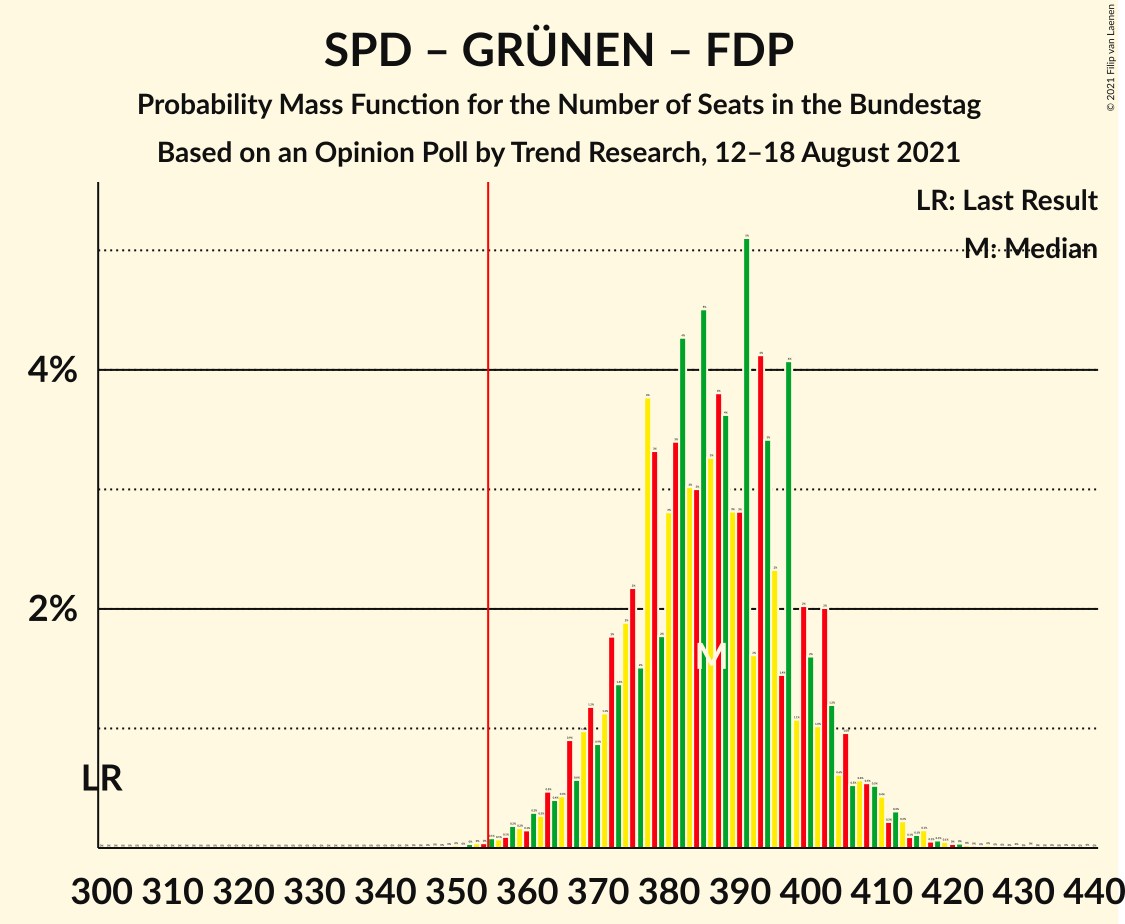 SPD – GRÜNEN – FDP
Probability Mass Function for the Number of Seats in the Bundestag
Based on an Opinion Poll by Trend Research, 12–18 August 2021
© 2021 Filip van Laenen
LR: Last Result
M: Median
4%
2%
M
LR
300 310 320 330 340 350 360 370 380 390 400 410 420 430 440